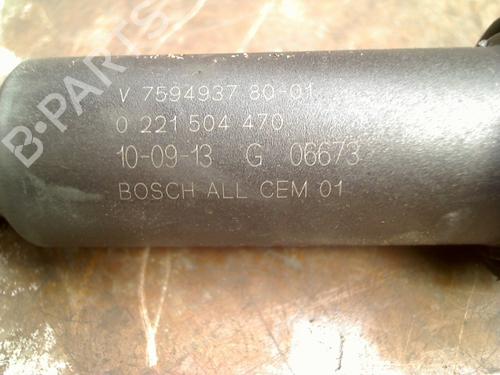 V 7594937 80-01
0 221 504 470
10-09-13 G 06673
BOSCH ALL CEM 01
B-PARTS